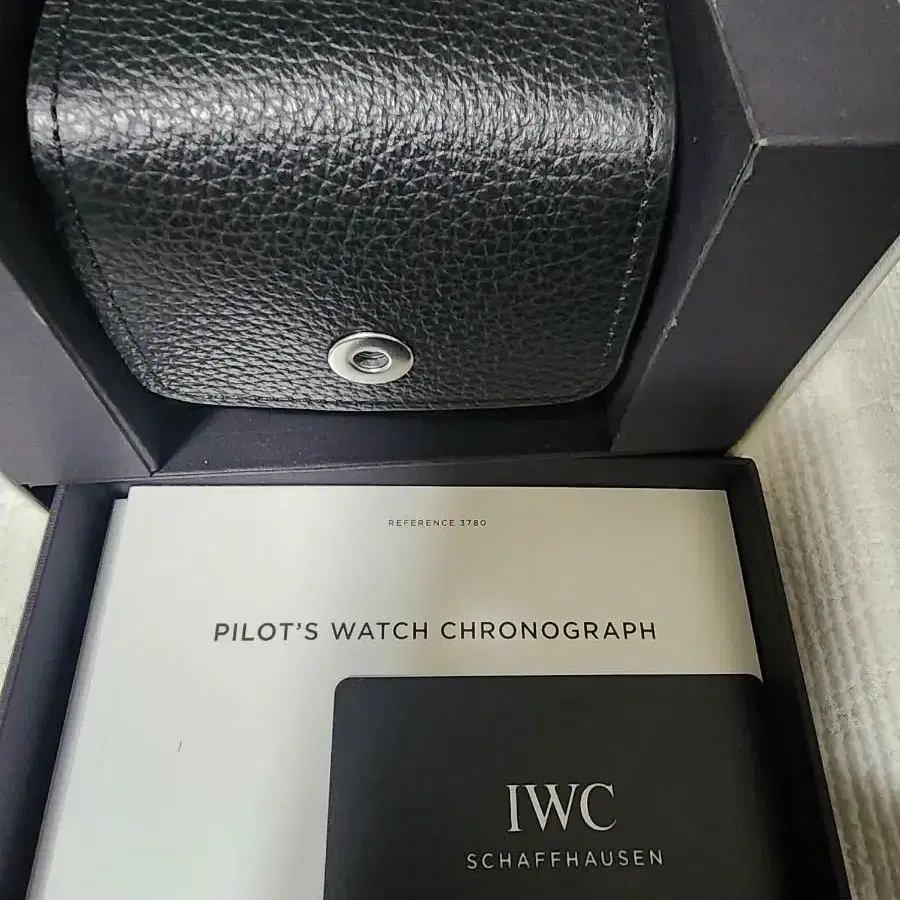 REFERENCE 3780
PILOT'S WATCH CHRONOGRAPH
IWC
SCHAFFHAUSEN